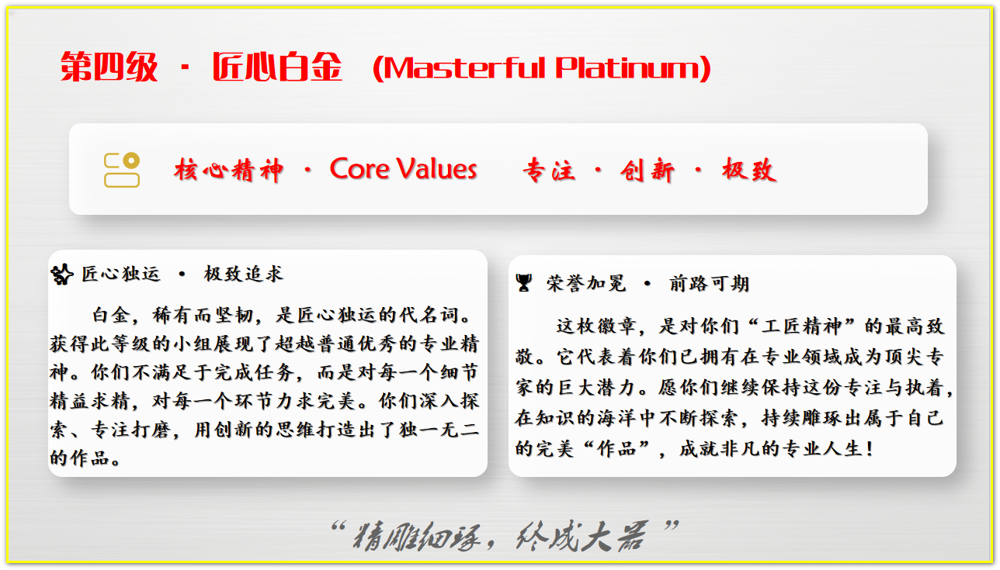 第四级 · 匠心白金 (Masterful Platinum)
核心精神 · Core Values 专注 · 创新 · 极致
匠心独运 · 极致追求
白金，稀有而坚韧，是匠心独运的代名词。
获得此等级的小组展现了超越普通优秀的专业精
神。你们不满足于完成任务，而是对每一个细节
精益求精，对每一个环节力求完美。你们深入探
索、专注打磨，用创新的思维打造出了独一无二
的作品。
荣誉加冕 · 前路可期
这枚徽章，是对你们“工匠精神”的最高致
敬。它代表着你们已拥有在专业领域成为顶尖专
家的巨大潜力。愿你们继续保持这份专注与执着，
在知识的海洋中不断探索，持续雕琢出属于自己
的完美“作品”，成就非凡的专业人生！
“精雕细琢，终成大器”